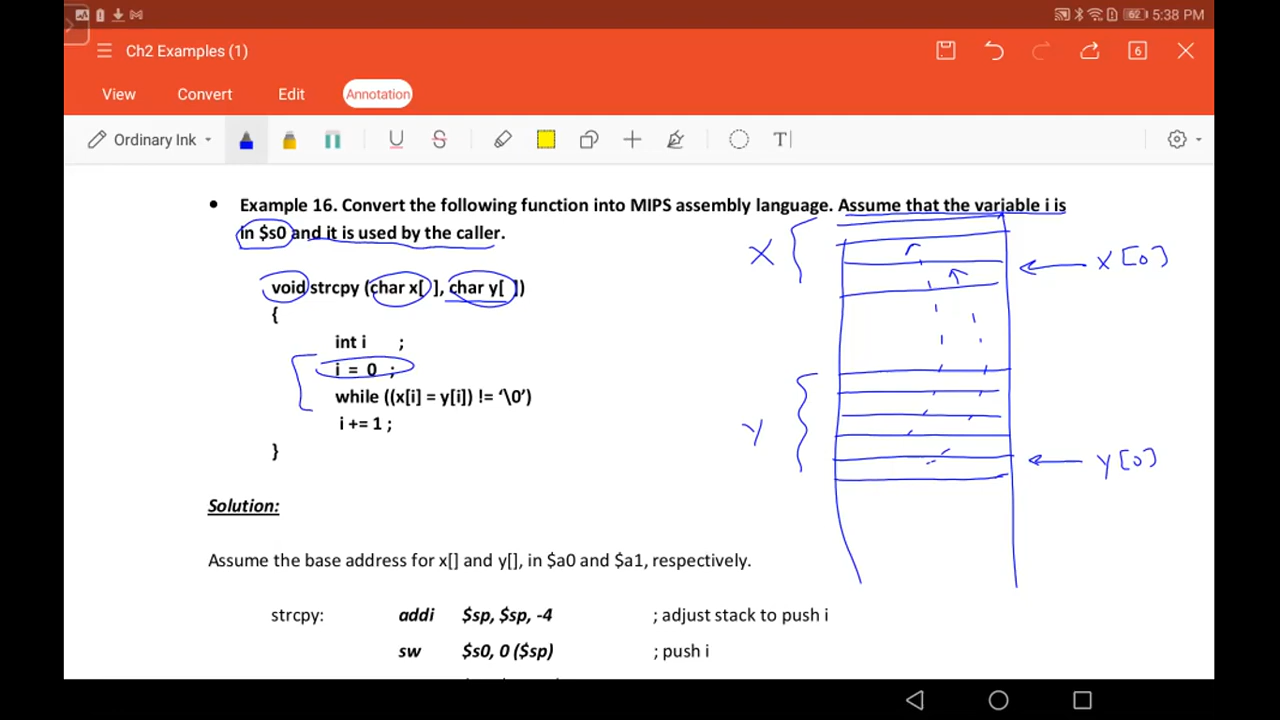 62 5:38 PM
Ch2 Examples (1)
6
View Convert Edit Annotation
Ordinary Ink U S T
• Example 16. Convert the following function into MIPS assembly language. Assume that the variable i is
in $s0 and it is used by the caller.
void strcpy (char x[ ], char y[ ])
{
int i ;
i = 0 ;
while ((x[i] = y[i]) != ‘\0’)
i += 1 ;
}
X
x[0]
Y
y[0]
Solution:
Assume the base address for x[] and y[], in $a0 and $a1, respectively.
strcpy: addi $sp, $sp, -4 ; adjust stack to push i
sw $s0, 0 ($sp) ; push i